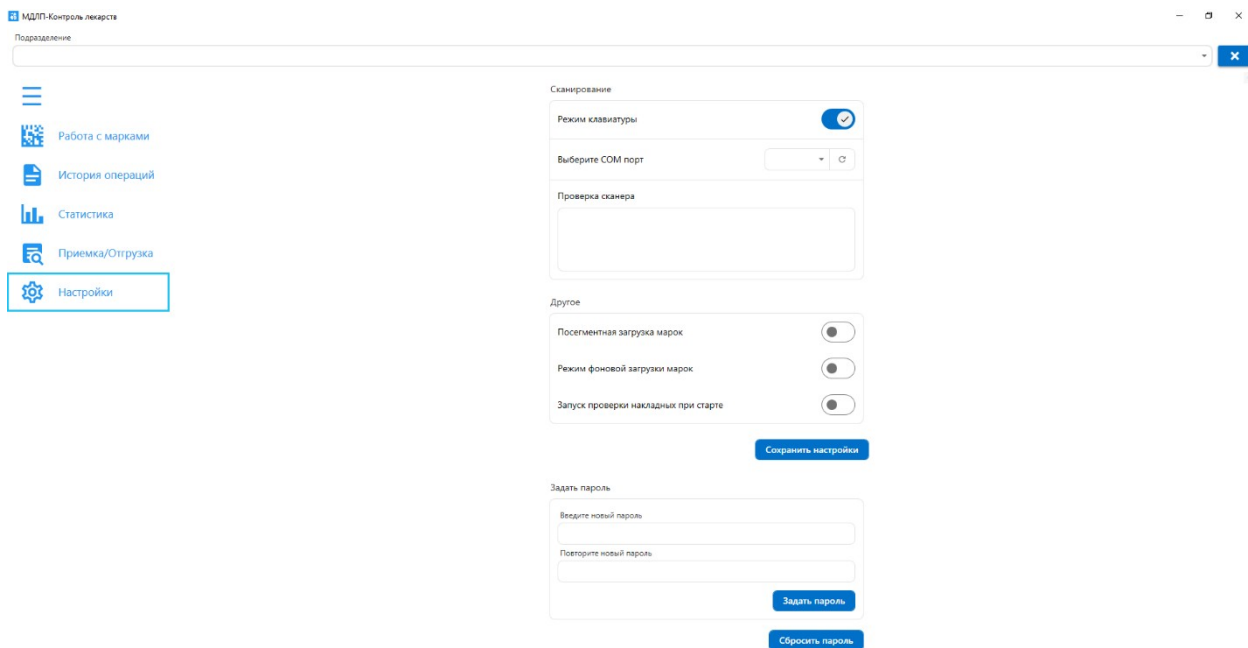 МДЛП-Контроль лекарств
Подразделение
Работа с марками
История операций
Статистика
Приемка/Отгрузка
Настройки
Сканирование
Режим клавиатуры
Выберите COM порт
Проверка сканера
Другое
Посегментная загрузка марок
Режим фоновой загрузки марок
Запуск проверки накладных при старте
Сохранить настройки
Задать пароль
Введите новый пароль
Повторите новый пароль
Задать пароль
Сбросить пароль